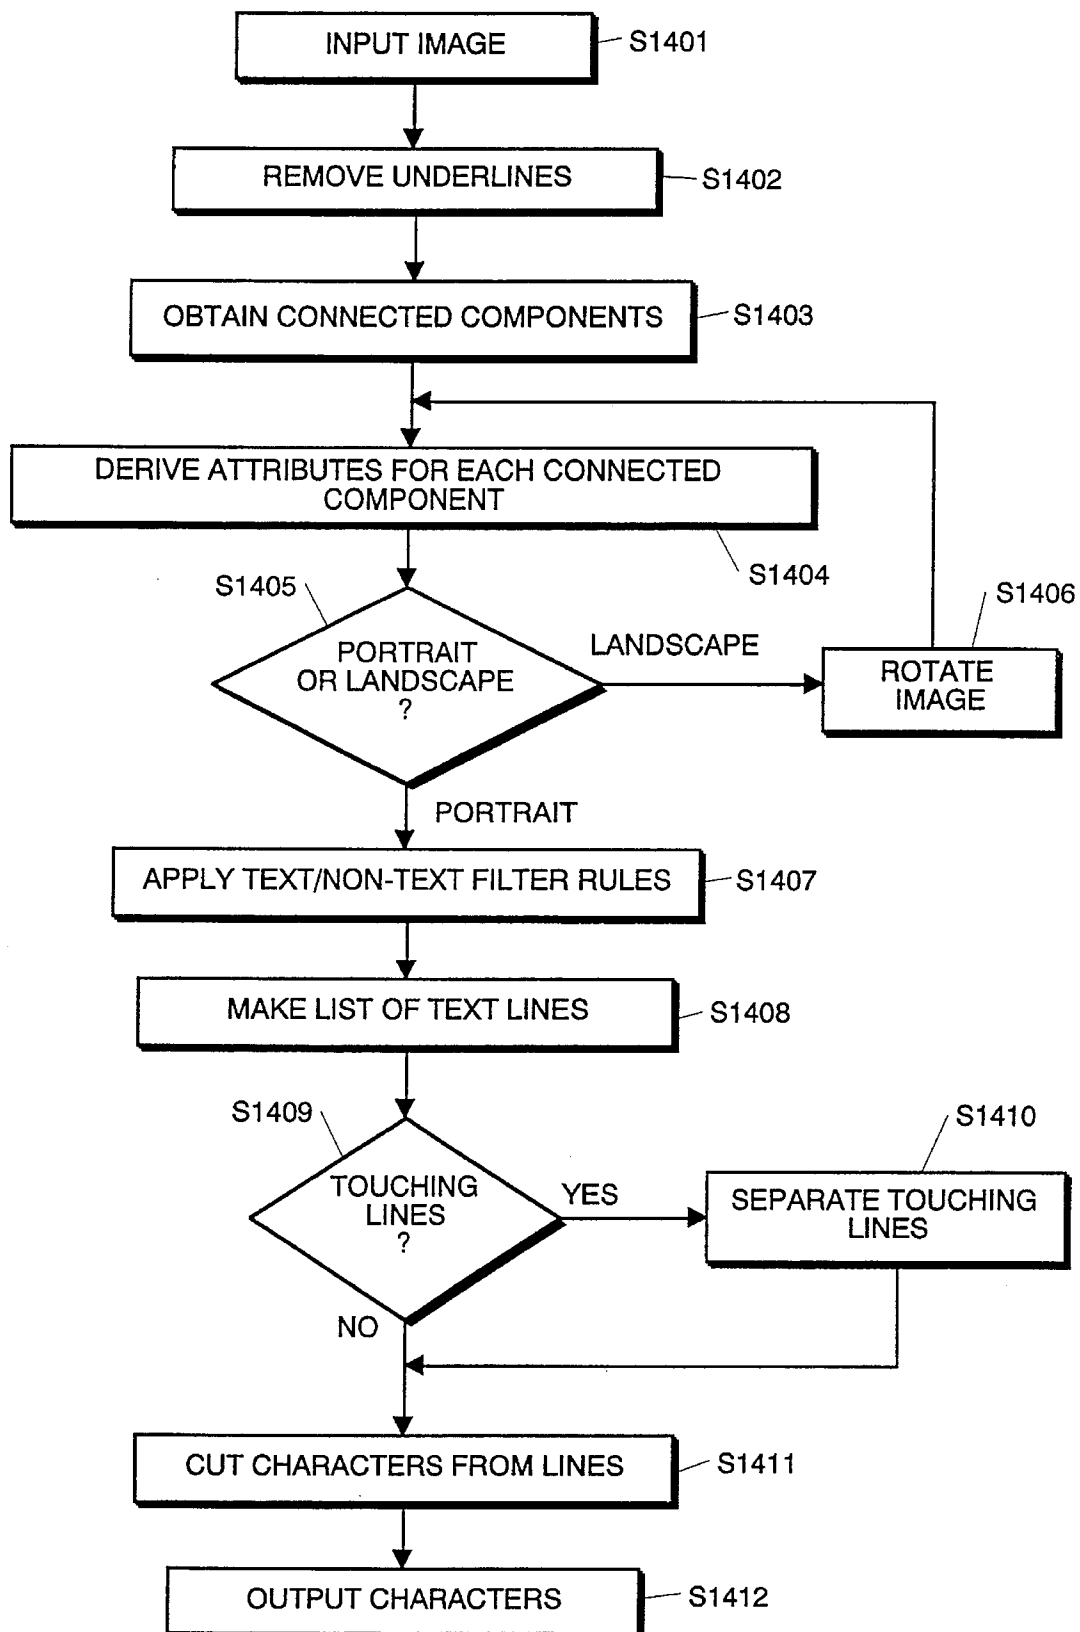 INPUT IMAGE
S1401
REMOVE UNDERLINES
S1402
OBTAIN CONNECTED COMPONENTS
S1403
DERIVE ATTRIBUTES FOR EACH CONNECTED
COMPONENT
S1404
S1405
PORTRAIT
OR LANDSCAPE
?
LANDSCAPE
S1406
ROTATE
IMAGE
PORTRAIT
APPLY TEXT/NON-TEXT FILTER RULES
S1407
MAKE LIST OF TEXT LINES
S1408
S1409
TOUCHING
LINES
?
YES
S1410
SEPARATE TOUCHING
LINES
NO
CUT CHARACTERS FROM LINES
S1411
OUTPUT CHARACTERS
S1412